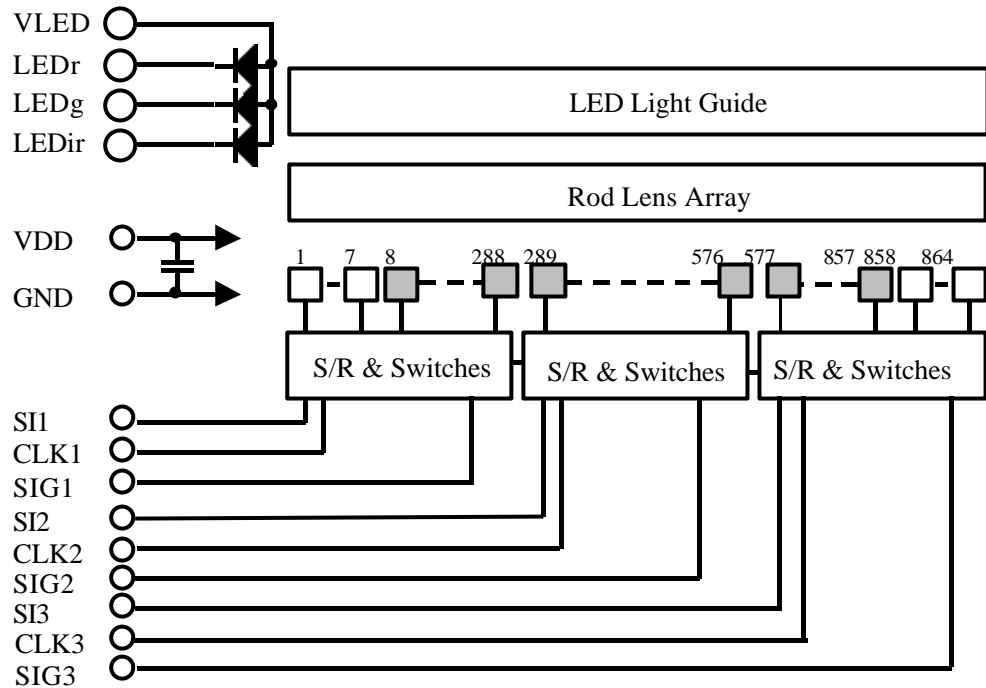 VLED
LEDr
LEDg
LEDir
LED Light Guide
Rod Lens Array
VDD
GND
1 7 8 288 289 576 577 857 858 864
S/R & Switches S/R & Switches S/R & Switches
SI1
CLK1
SIG1
SI2
CLK2
SIG2
SI3
CLK3
SIG3